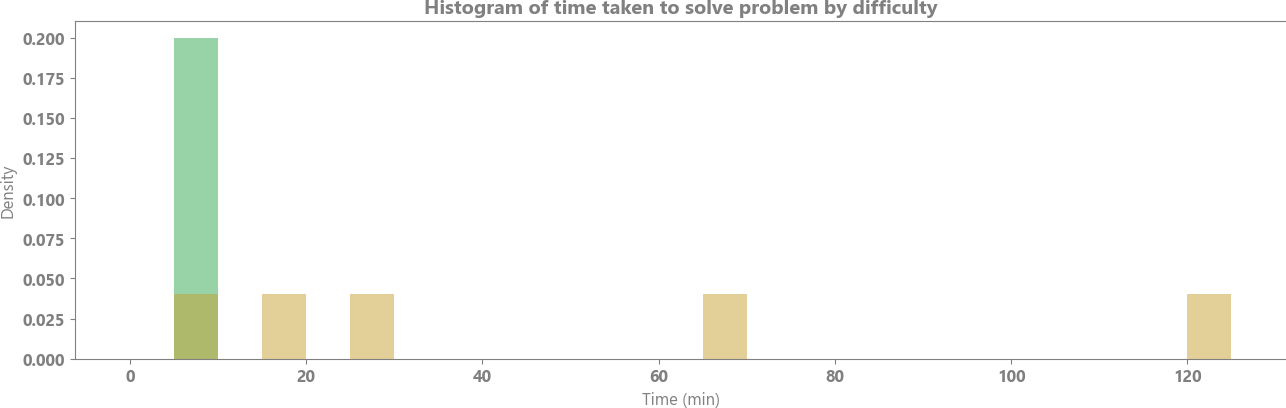 Histogram of time taken to solve problem by difficulty
0.200
0.175
0.150
0.125
0.100
0.075
0.050
0.025
0.000
Density
0 20 40 60 80 100 120
Time (min)